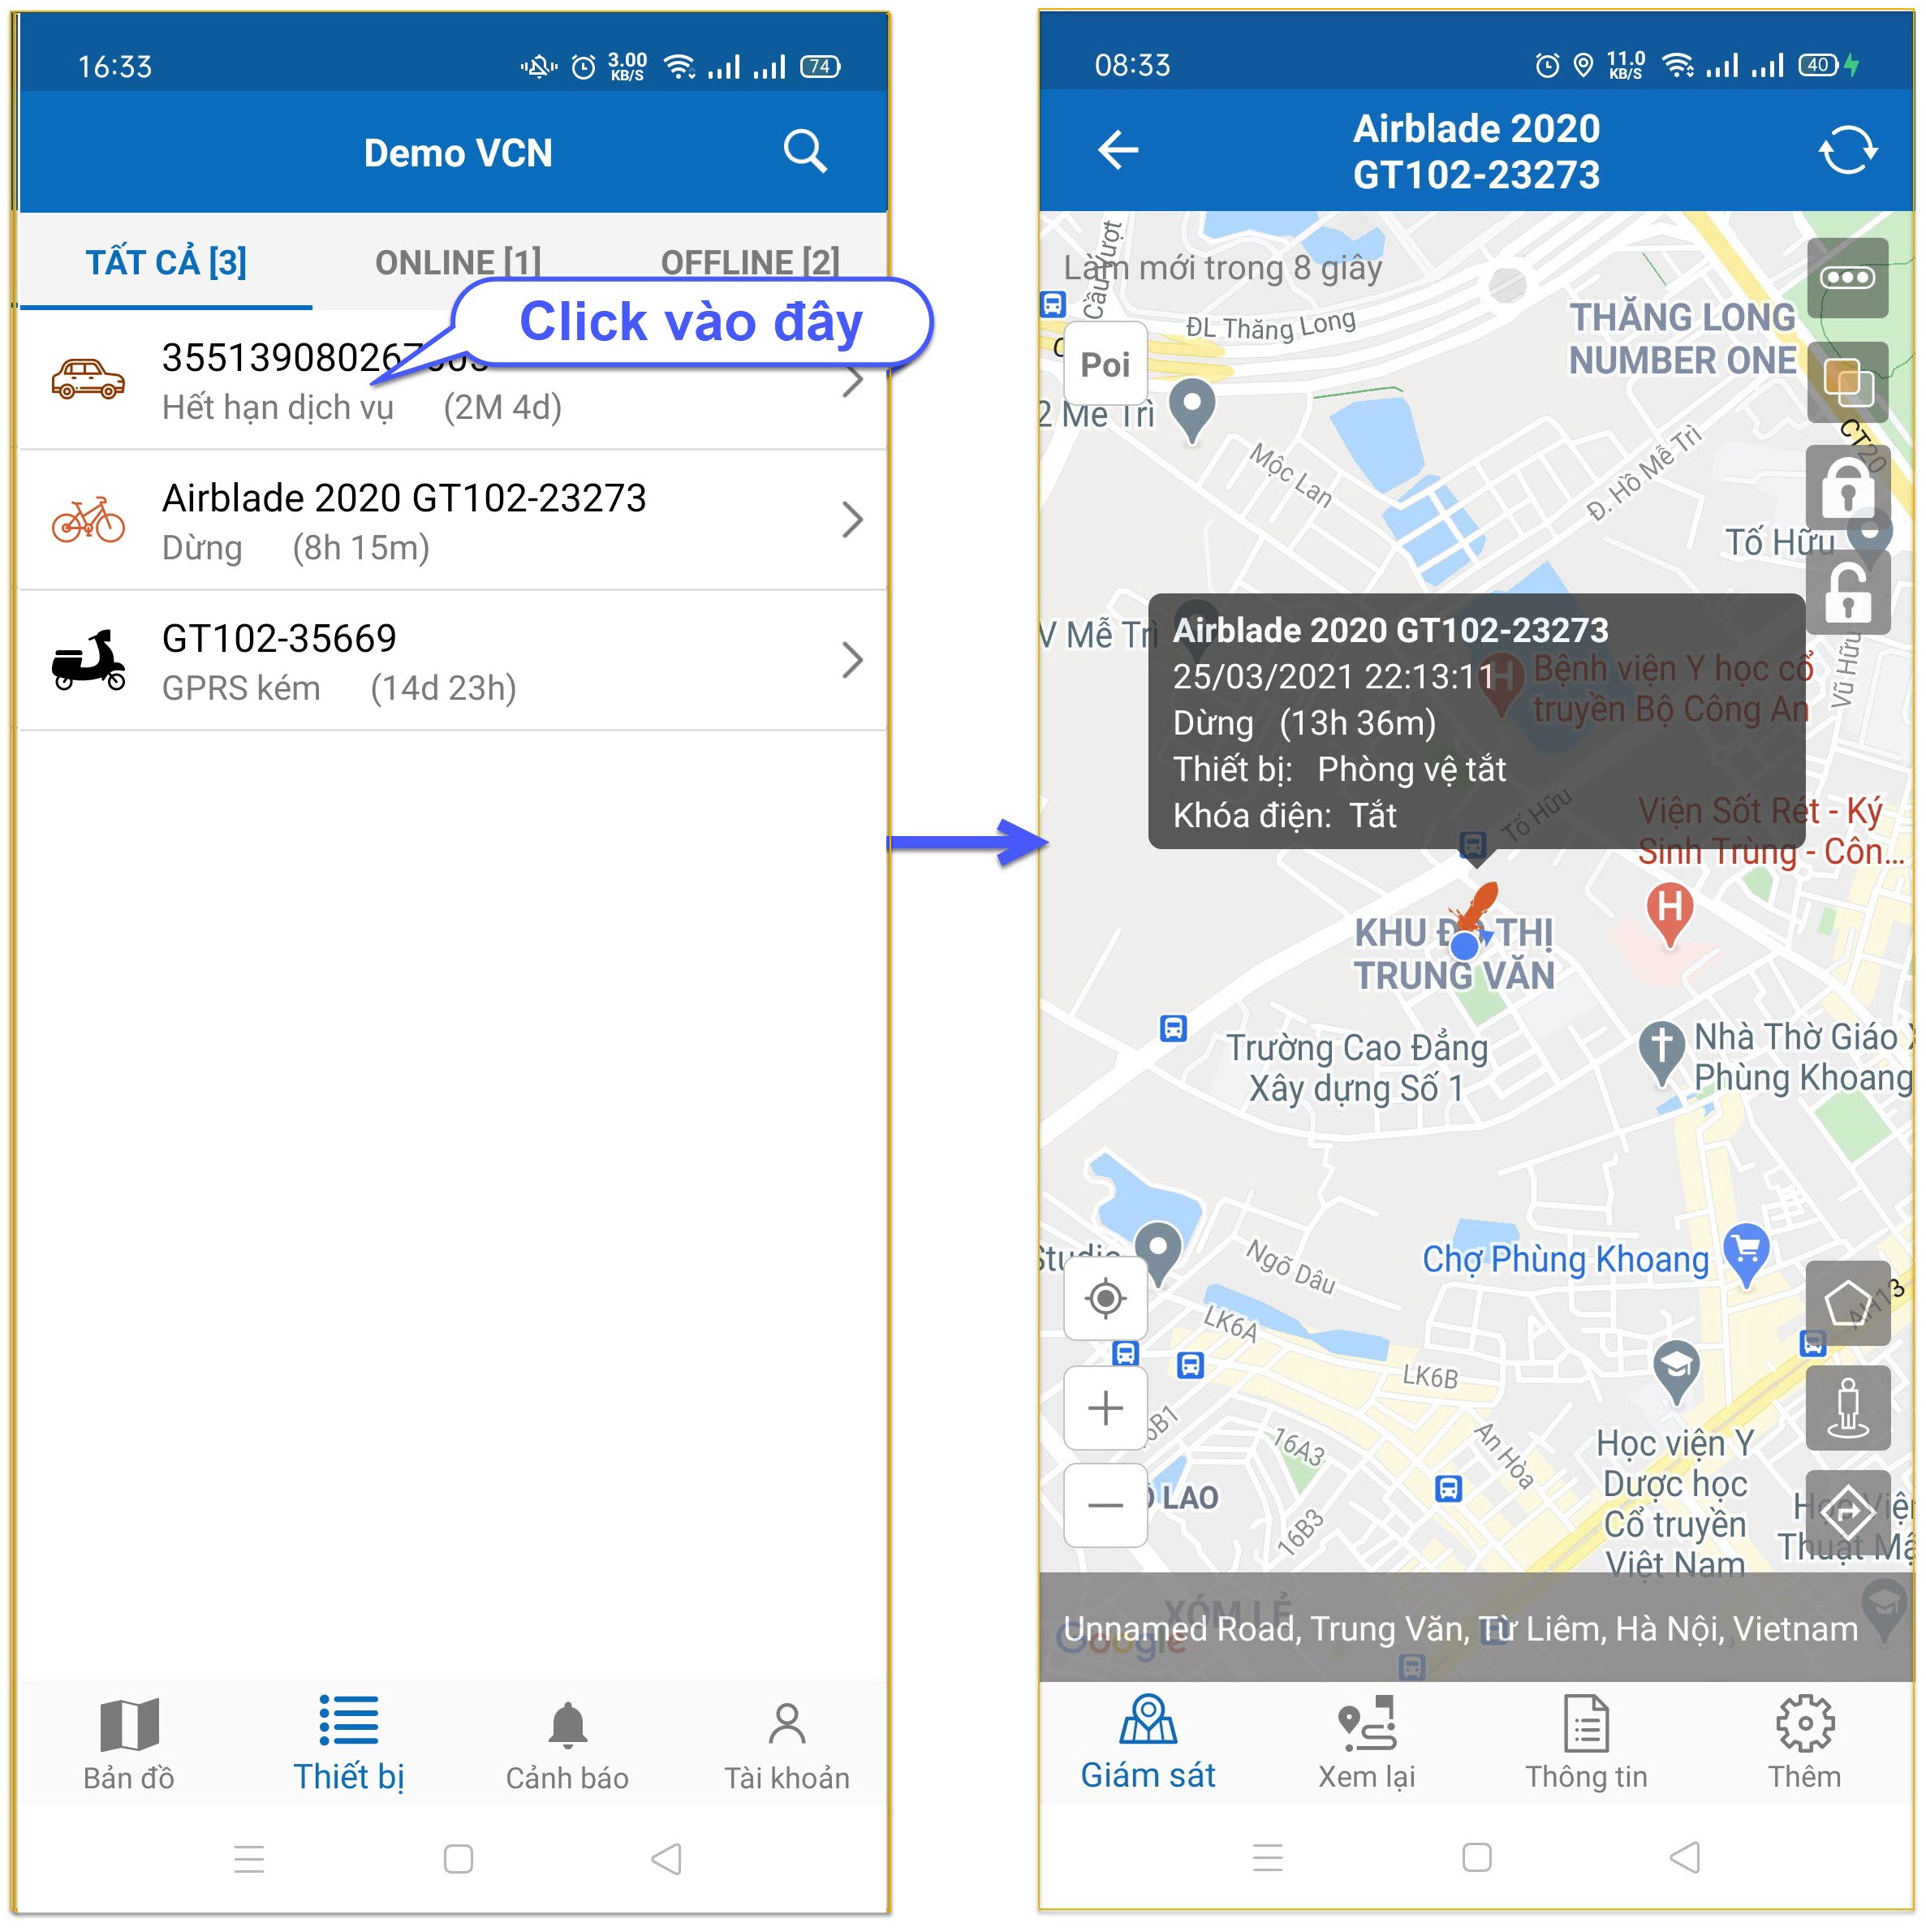 16:33
3.00
KB/S
74
Demo VCN
TẤT CẢ [3]
ONLINE [1]
OFFLINE [2]
Click vào đây
Hết hạn dịch vụ (2M 4d)
Airblade 2020 GT102-23273
Dừng (8h 15m)
GT102-35669
GPRS kém (14d 23h)
Bản đồ
Thiết bị
Cảnh báo
Tài khoản
08:33
11.0
KB/S
40
Airblade 2020
GT102-23273
Làm mới trong 8 giây
Cầu vượt
ĐL Thăng Long
THĂNG LONG
NUMBER ONE
Poi
2 Mễ Trì
Mộc Lan
Đ. Hồ Mễ Trì
CT20
Tố Hữu
V Mễ Trì
Vũ Hữu
Airblade 2020 GT102-23273
25/03/2021 22:13:11
Dừng (13h 36m)
Thiết bị: Phòng vệ tắt
Khóa điện: Tắt
Bệnh viện Y học cổ
truyền Bộ Công An
Tố Hữu
Viện Sốt Rét - Ký
Sinh Trùng - Côn...
H
KHU ĐÔ THỊ
TRUNG VĂN
Trường Cao Đẳng
Xây dựng Số 1
Nhà Thờ Giáo
Phùng Khoang
Studio
Ngõ Dâu
Chợ Phùng Khoang
AH13
LK6A
LK6B
16B1
16A3
An Hòa
16B3
LAO
Học viện Y
Dược học
Cổ truyền
Việt Nam
XÓM LẺ
Google
Unnamed Road, Trung Văn, Từ Liêm, Hà Nội, Vietnam
Giám sát
Xem lại
Thông tin
Thêm